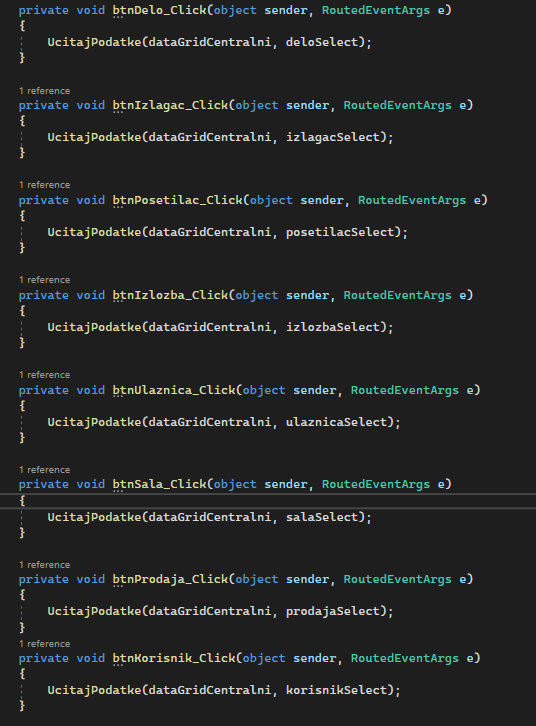 private void btnDelo_Click(object sender, RoutedEventArgs e)
{
    UcitajPodatke(dataGridCentralni, deloSelect);
}
1 reference
private void btnIzlagac_Click(object sender, RoutedEventArgs e)
{
    UcitajPodatke(dataGridCentralni, izlagacSelect);
}
1 reference
private void btnPosetilac_Click(object sender, RoutedEventArgs e)
{
    UcitajPodatke(dataGridCentralni, posetilacSelect);
}
1 reference
private void btnIzlozba_Click(object sender, RoutedEventArgs e)
{
    UcitajPodatke(dataGridCentralni, izlozbaSelect);
}
1 reference
private void btnUlaznica_Click(object sender, RoutedEventArgs e)
{
    UcitajPodatke(dataGridCentralni, ulaznicaSelect);
}
1 reference
private void btnSala_Click(object sender, RoutedEventArgs e)
{
    UcitajPodatke(dataGridCentralni, salaSelect);
}
1 reference
private void btnProdaja_Click(object sender, RoutedEventArgs e)
{
    UcitajPodatke(dataGridCentralni, prodajaSelect);
}
1 reference
private void btnKorisnik_Click(object sender, RoutedEventArgs e)
{
    UcitajPodatke(dataGridCentralni, korisnikSelect);
}